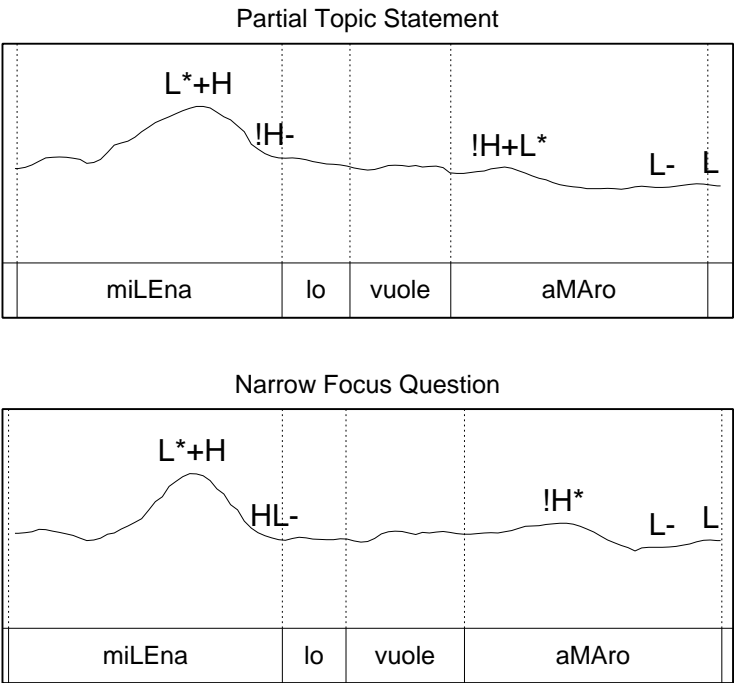 Partial Topic Statement
L*+H
!H-
!H+L*
L- L
miLEna lo vuole aMAro
Narrow Focus Question
L*+H
HL-
!H*
L- L
miLEna lo vuole aMAro